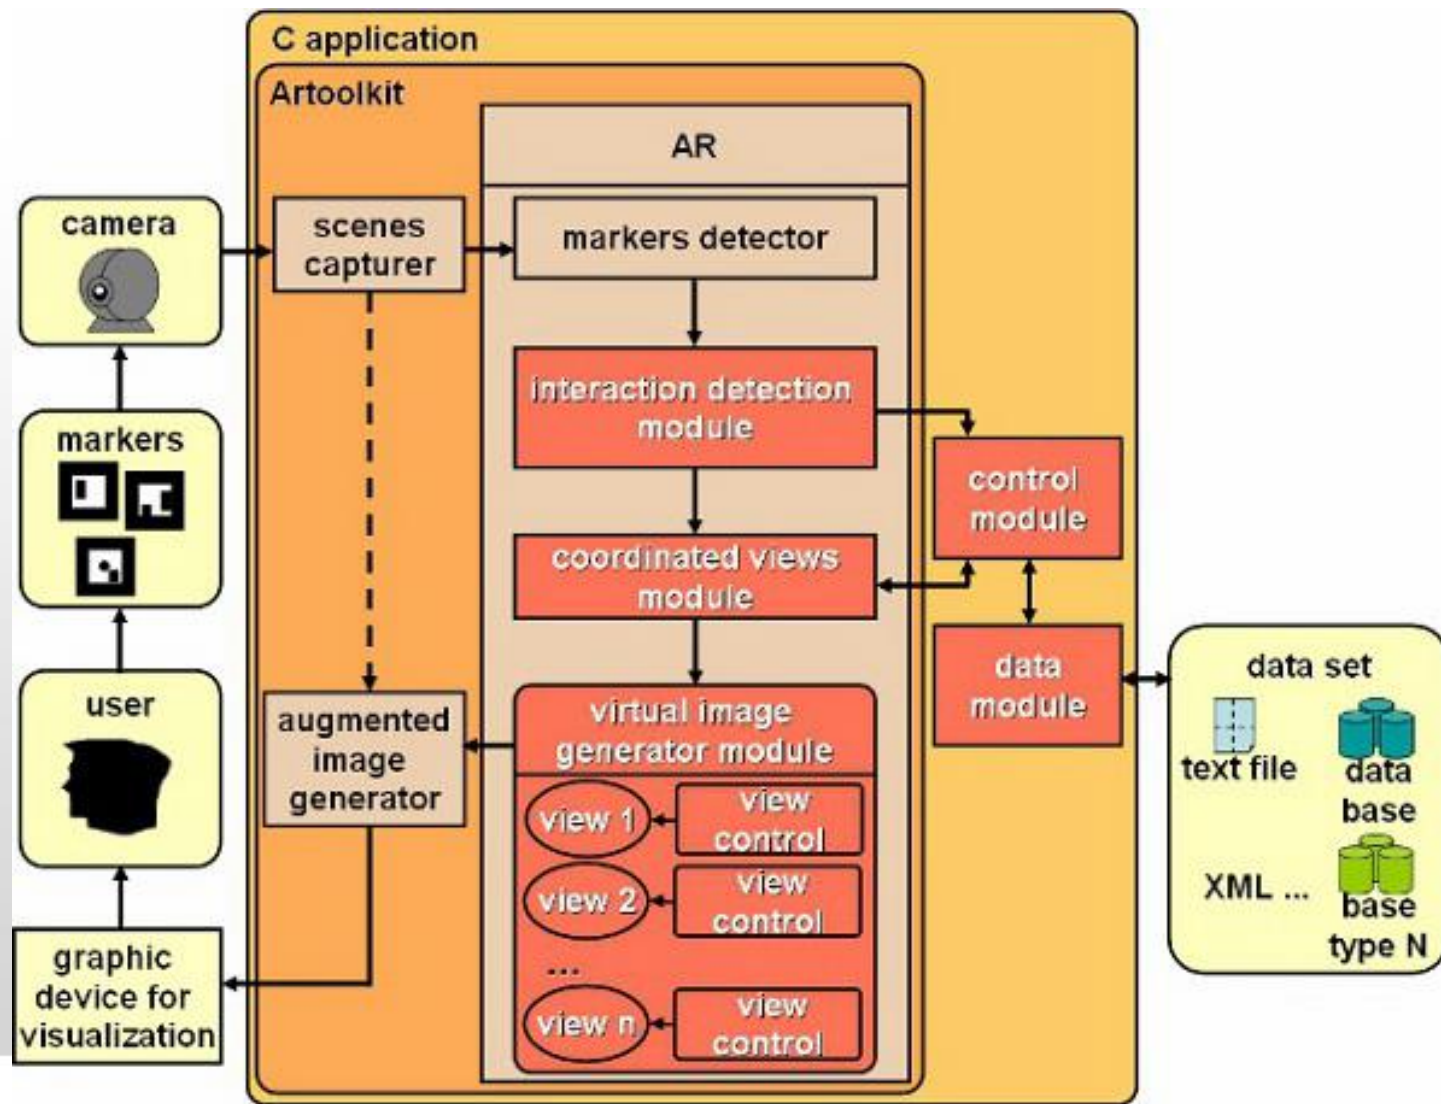 C application
Artoolkit
AR
camera
scenes
capturer
markers detector
interaction detection
module
markers
control
module
coordinated views
module
data
module
data set
text file
data
base
XML ...
base
type N
user
augmented
image
generator
virtual image
generator module
view 1
view
control
view 2
view
control
...
view n
view
control
graphic
device for
visualization